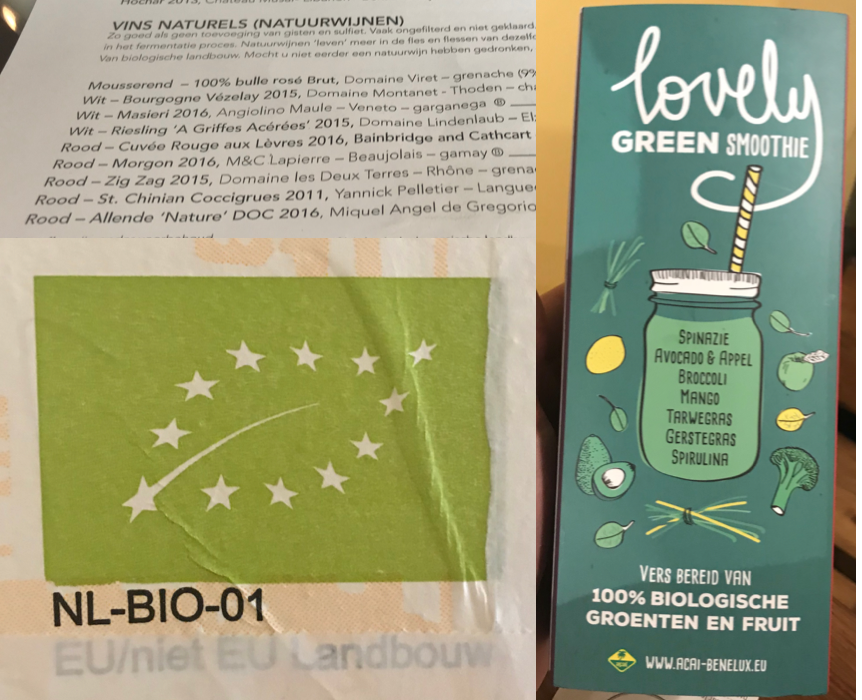 VINS NATURELS (NATUURWIJNEN)
Zo goed als geen toevoeging van gisten en sulfiet. Vaak ongefilterd en niet geklaard.
in het fermentatie proces. Natuurwijnen 'leven' meer in de fles en flessen van dezelf
Van biologische landbouw. Mocht u niet eerder een natuurwijn hebben gedronken,
Mousserend – 100% bulle rosé Brut, Domaine Viret – grenache (9%
Wit – Bourgogne Vézelay 2015, Domaine Montanet - Thoden – cha
Wit – Masieri 2016, Angiolino Maule – Veneto – garganega ®
Wit – Riesling 'A Griffes Acérées' 2015, Domaine Lindenlaub – El
Rood – Cuvée Rouge aux Lèvres 2016, Bainbridge and Cathcart
Rood – Morgon 2016, M&C Lapierre – Beaujolais – gamay ®
Rood – Zig Zag 2015, Domaine les Deux Terres – Rhône – grena
Rood – St. Chinian Coccigrues 2011, Yannick Pelletier – Langue
Rood – Allende 'Nature' DOC 2016, Miquel Angel de Gregorio
NL-BIO-01
EU/niet EU Landbouw
lovely
GREEN SMOOTHIE
SPINAZIE
AVOCADO & APPEL
BROCCOLI
MANGO
TARWEGRAS
GERSTEGRAS
SPIRULINA
VERS BEREID VAN
100% BIOLOGISCHE
GROENTEN EN FRUIT
WWW.ACAI-BENELUX.EU